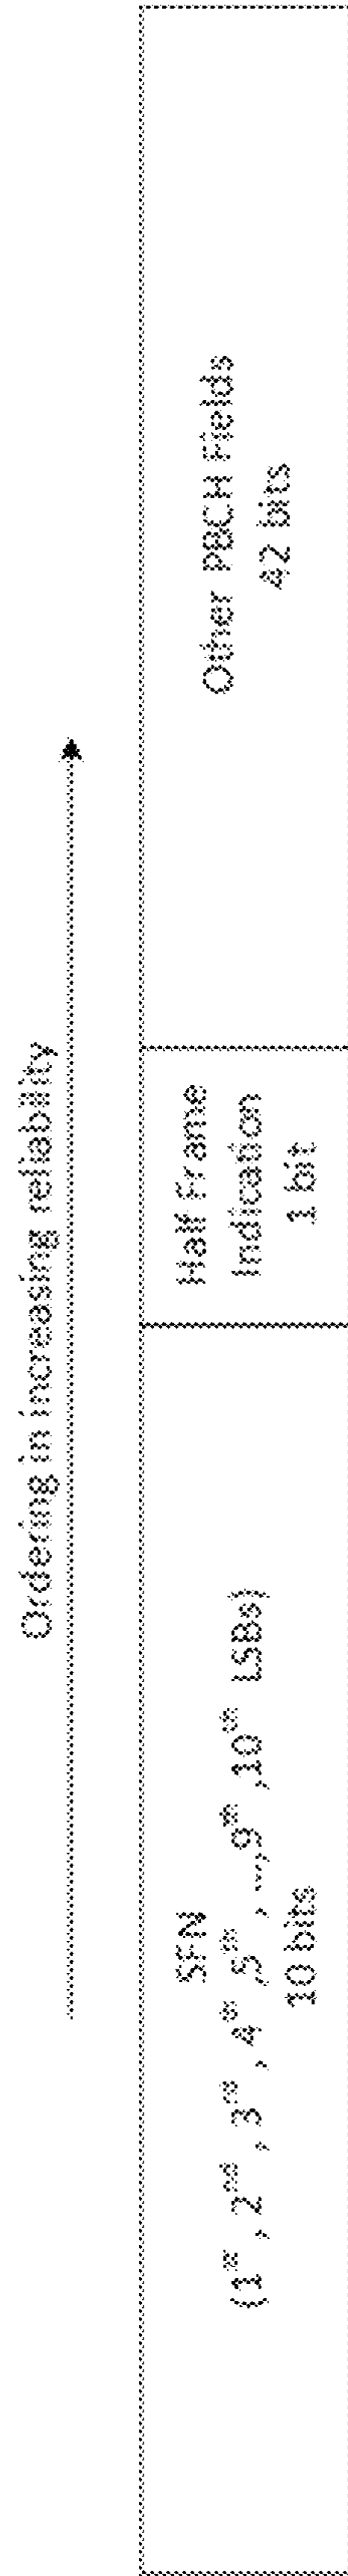 Ordering in increasing reliability
SFN
(1st, 2nd, 3rd, 4th, 5th, ..., 9th, 10th LSBs)
10 bits
Half Frame
Indication
1 bit
Other PBCH Fields
42 bits